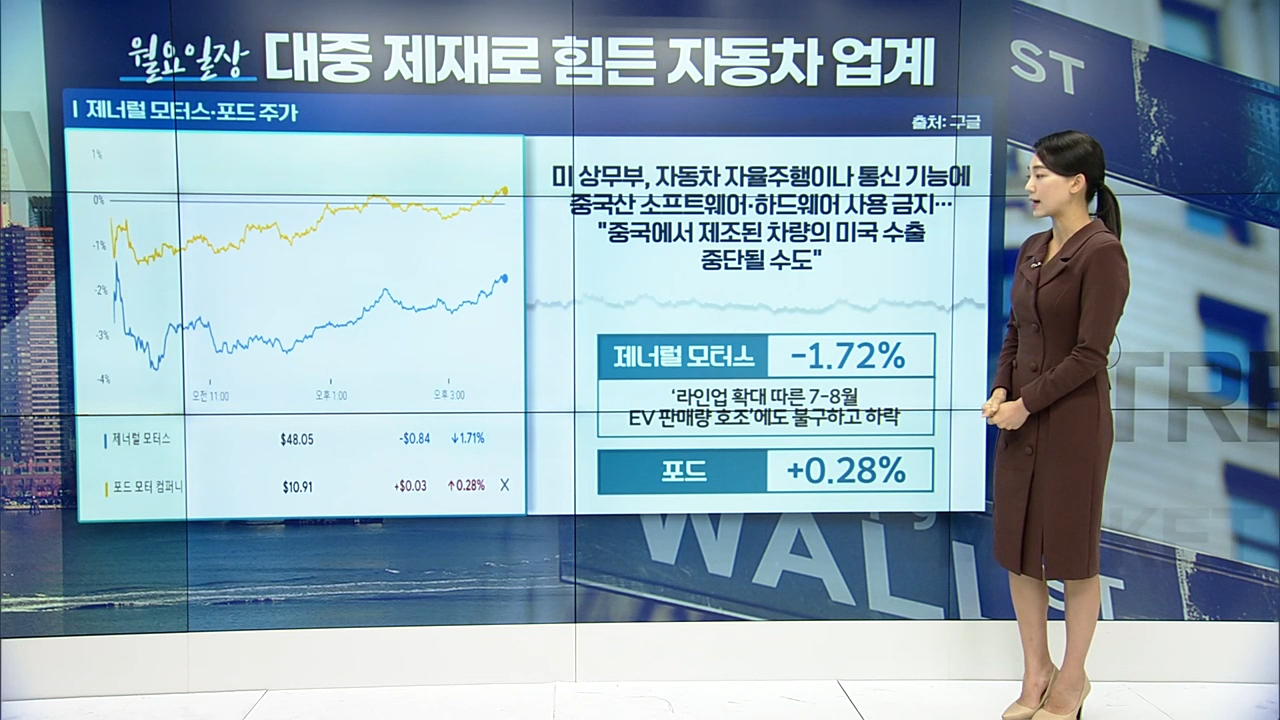 월요일장 대중 제재로 힘든 자동차 업계
제너럴 모터스·포드 주가
출처: 구글
1%
0%
-1%
-2%
-3%
-4%
오전 11:00
오후 1:00
오후 3:00
제너럴 모터스 $48.05 -$0.84 ↓1.71%
포드 모터 컴퍼니 $10.91 +$0.03 ↑0.28% X
미 상무부, 자동차 자율주행이나 통신 기능에
중국산 소프트웨어·하드웨어 사용 금지…
"중국에서 제조된 차량의 미국 수출
중단될 수도"
제너럴 모터스 -1.72%
'라인업 확대 따른 7-8월
EV 판매량 호조'에도 불구하고 하락
포드 +0.28%
ST
WALL ST